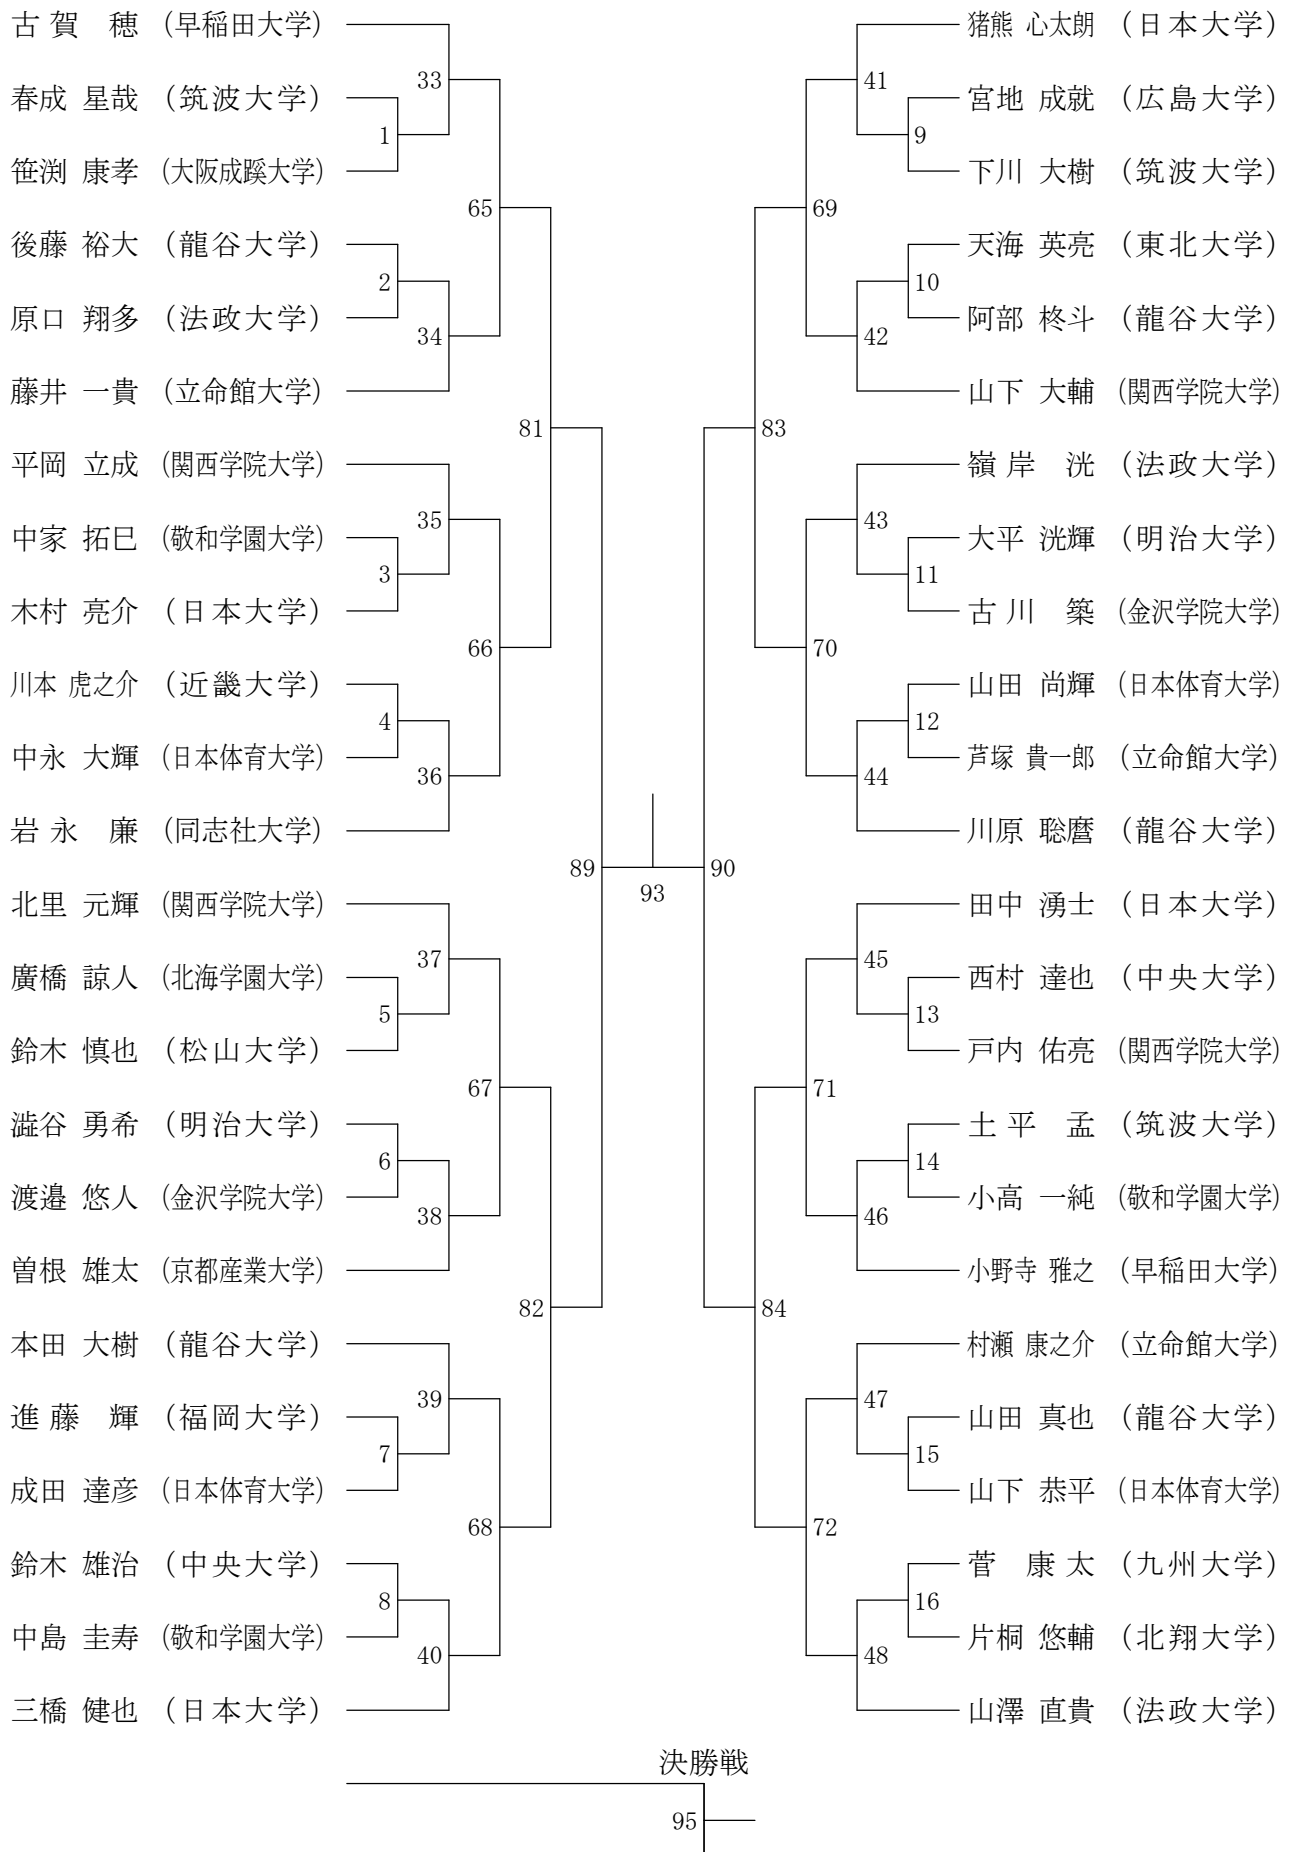 古賀 穂 (早稲田大学)
33
春成 星哉 (筑波大学)
1
笹渕 康孝 (大阪成蹊大学)
65
後藤 裕大 (龍谷大学)
2
原口 翔多 (法政大学)
34
藤井 一貴 (立命館大学)
81
平岡 立成 (関西学院大学)
35
中家 拓巳 (敬和学園大学)
3
木村 亮介 (日本大学)
66
川本 虎之介 (近畿大学)
4
中永 大輝 (日本体育大学)
36
岩永 廉 (同志社大学)
89
北里 元輝 (関西学院大学)
37
廣橋 諒人 (北海学園大学)
5
鈴木 慎也 (松山大学)
67
澁谷 勇希 (明治大学)
6
渡邉 悠人 (金沢学院大学)
38
曽根 雄太 (京都産業大学)
82
本田 大樹 (龍谷大学)
39
進藤 輝 (福岡大学)
7
成田 達彦 (日本体育大学)
68
鈴木 雄治 (中央大学)
8
中島 圭寿 (敬和学園大学)
40
三橋 健也 (日本大学)
93
猪熊 心太朗 (日本大学)
41
宮地 成就 (広島大学)
9
下川 大樹 (筑波大学)
69
天海 英亮 (東北大学)
10
阿部 柊斗 (龍谷大学)
42
山下 大輔 (関西学院大学)
83
嶺岸 洸 (法政大学)
43
大平 洸輝 (明治大学)
11
古川 築 (金沢学院大学)
70
山田 尚輝 (日本体育大学)
12
芦塚 貴一郎 (立命館大学)
44
川原 聡麿 (龍谷大学)
90
田中 湧士 (日本大学)
45
西村 達也 (中央大学)
13
戸内 佑亮 (関西学院大学)
71
土平 孟 (筑波大学)
14
小高 一純 (敬和学園大学)
46
小野寺 雅之 (早稲田大学)
84
村瀬 康之介 (立命館大学)
47
山田 真也 (龍谷大学)
15
山下 恭平 (日本体育大学)
72
菅 康太 (九州大学)
16
片桐 悠輔 (北翔大学)
48
山澤 直貴 (法政大学)
決勝戦
95